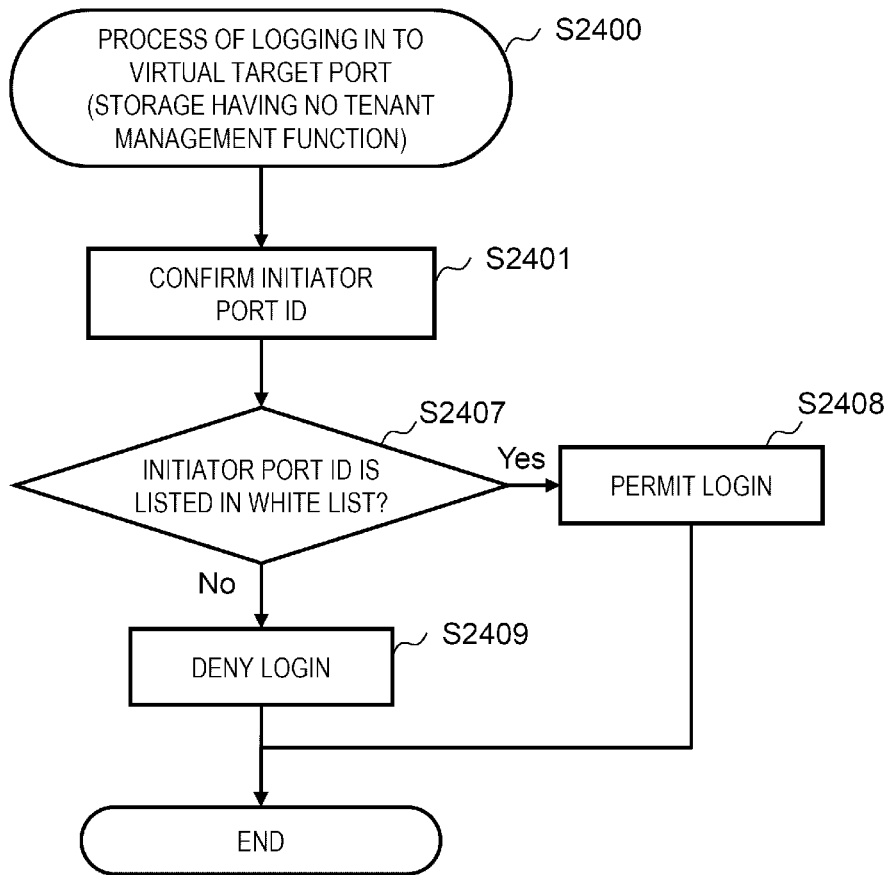 PROCESS OF LOGGING IN TO
VIRTUAL TARGET PORT
(STORAGE HAVING NO TENANT
MANAGEMENT FUNCTION)
S2400
CONFIRM INITIATOR
PORT ID
S2401
INITIATOR PORT ID IS
LISTED IN WHITE LIST?
S2407
Yes
PERMIT LOGIN
S2408
No
DENY LOGIN
S2409
END